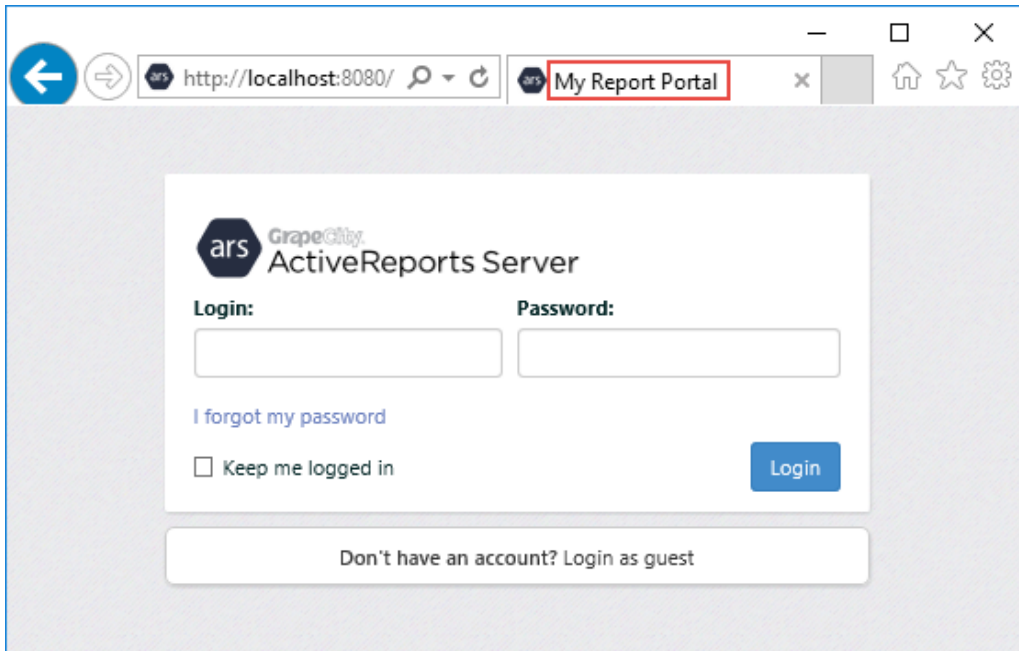 ars http://localhost:8080/ ars My Report Portal
ars GrapeCity.
ActiveReports Server
Login: Password:
I forgot my password
Keep me logged in Login
Don't have an account? Login as guest